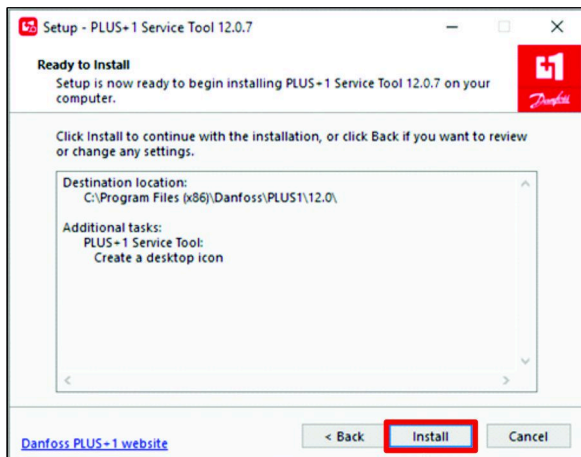 Setup - PLUS+1 Service Tool 12.0.7
Ready to Install
Setup is now ready to begin installing PLUS+1 Service Tool 12.0.7 on your
computer.
+1
Danfoss
Click Install to continue with the installation, or click Back if you want to review
or change any settings.
Destination location:
C:\Program Files (x86)\Danfoss\PLUS1\12.0\
Additional tasks:
PLUS+1 Service Tool:
Create a desktop icon
Danfoss PLUS+1 website
< Back
Install
Cancel